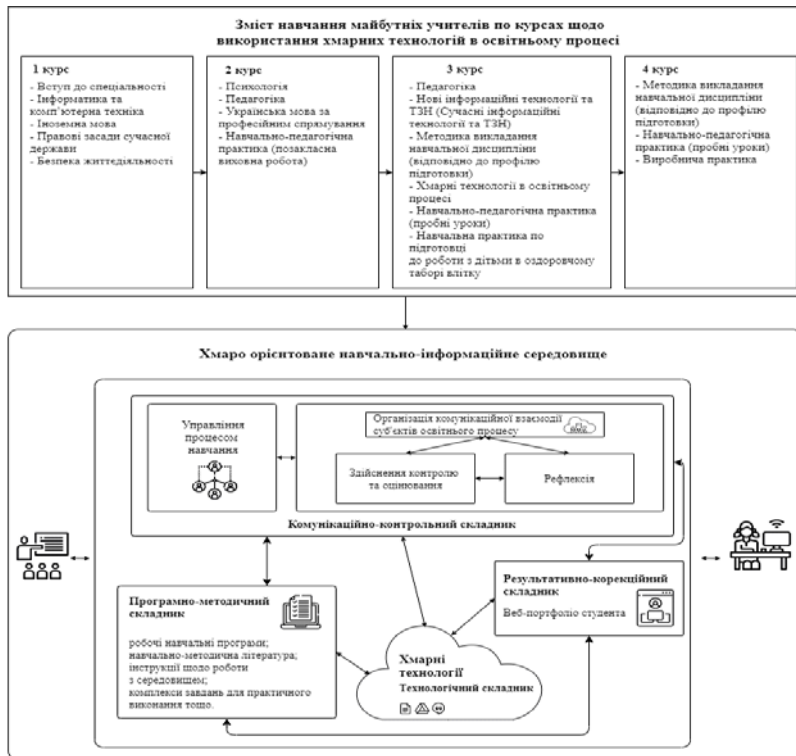 Зміст навчання майбутніх учителів по курсах щодо
використання хмарних технологій в освітньому процесі
1 курс
- Вступ до спеціальності
- Інформатика та
комп'ютерна техніка
- Іноземна мова
- Правові засади сучасної
держави
- Безпека життєдіяльності
2 курс
- Психологія
- Педагогіка
- Українська мова за
професійним спрямування
- Навчально-педагогічна
практика (позакласна
виховна робота)
3 курс
- Педагогіка
- Нові інформаційні технології та
ТЗН (Сучасні інформаційні
технології та ТЗН)
- Методика викладання
навчальної дисципліни
(відповідно до профілю
підготовки)
- Хмарні технології в освітньому
процесі
- Навчально-педагогічна практика
(пробні уроки)
- Навчальна практика по
підготовці
до роботи з дітьми в оздоровчому
таборі влітку
4 курс
- Методика викладання
навчальної дисципліни
(відповідно до профілю
підготовки)
- Навчально-педагогічна
практика (пробні уроки)
- Виробнича практика
Хмаро орієнтоване навчально-інформаційне середовище
Управління
процесом
навчання
Організація комунікаційної взаємодії
суб'єктів освітнього процесу
Здійснення контролю
та оцінювання
Рефлексія
Комунікаційно-контрольний складник
Програмно-методичний
складник
робочі навчальні програми;
навчально-методична література;
інструкції щодо роботи
з середовищем;
комплекси завдань для практичного
виконання тощо.
Хмарні
технології
Технологічний складник
Результативно-корекційний
складник
Веб-портфоліо студента